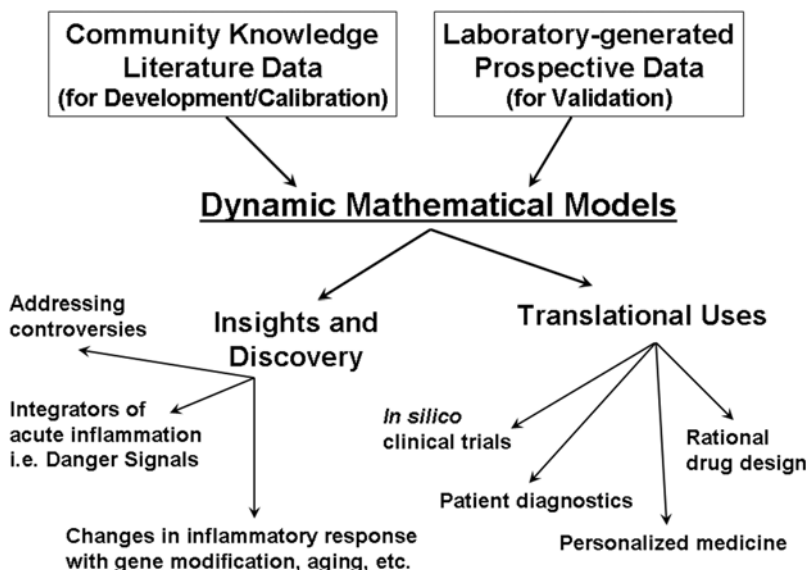 Community Knowledge
Literature Data
(for Development/Calibration)
Laboratory-generated
Prospective Data
(for Validation)
Dynamic Mathematical Models
Addressing
controversies
Insights and
Discovery
Translational Uses
Integrators of
acute inflammation
i.e. Danger Signals
In silico
clinical trials
Rational
drug design
Patient diagnostics
Changes in inflammatory response
with gene modification, aging, etc.
Personalized medicine